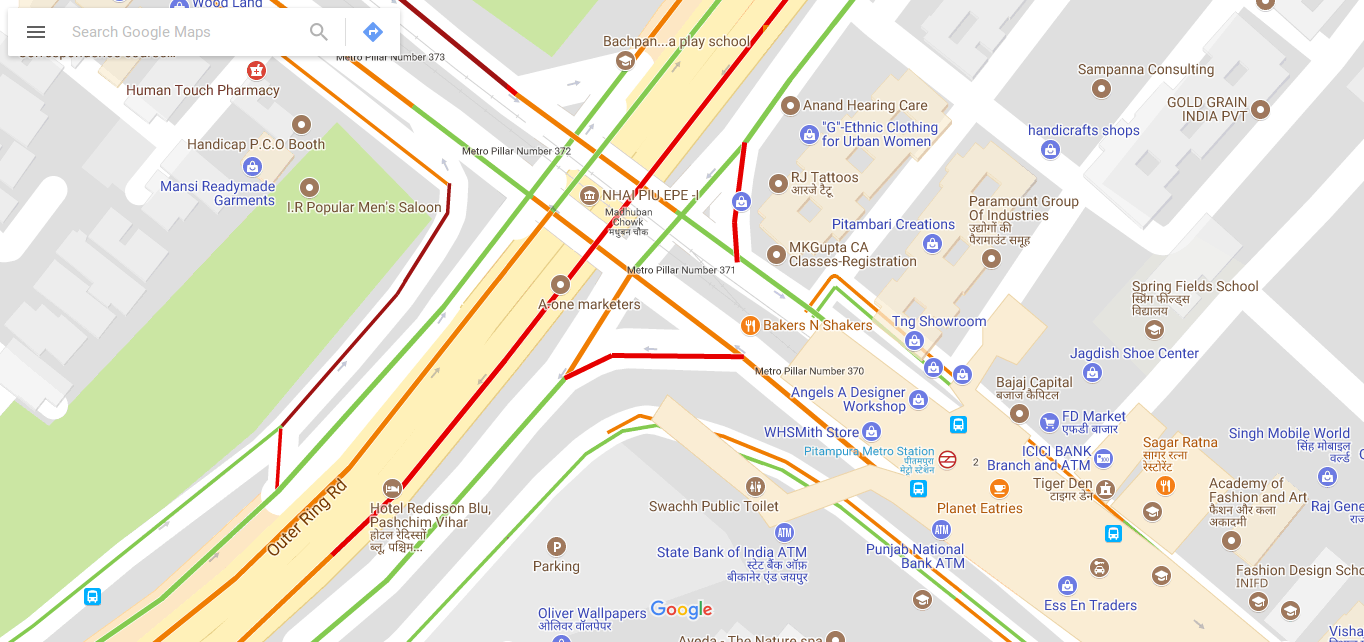 Wood Land
Search Google Maps
Metro Pillar Number 373
Bachpan...a play school
Human Touch Pharmacy
Sampanna Consulting
GOLD GRAIN
INDIA PVT
Anand Hearing Care
"G"-Ethnic Clothing
for Urban Women
handicrafts shops
Handicap P.C.O Booth
Metro Pillar Number 372
Mansi Readymade
Garments
I.R Popular Men's Saloon
NHAI PIU EPE -I
Madhuban
Chowk
मधुबन चौक
RJ Tattoos
आरजे टैटू
Pitambari Creations
Paramount Group
Of Industries
उद्योगों की
पैरामाउंट समूह
MKGupta CA
Classes-Registration
Metro Pillar Number 371
A-one marketers
Spring Fields School
स्प्रिंग फील्ड्स
विद्यालय
Bakers N Shakers
Tng Showroom
Jagdish Shoe Center
Metro Pillar Number 370
Angels A Designer
Workshop
Bajaj Capital
बजाज कैपिटल
FD Market
एफडी बाजार
WHSMith Store
Pitampura Metro Station
पीतमपुरा
मेट्रो स्टेशन
2
ICICI BANK
Branch and ATM
Sagar Ratna
सागर रत्ना
रेस्टोरेंट
Singh Mobile World
सिंह मोबाइल
वर्ल्ड
Tiger Den
टाइगर डेन
Academy of
Fashion and Art
फैशन और कला
अकादमी
Raj Gene
Outer Ring Rd
Hotel Redisson Blu,
Pashchim Vihar
होटल रेदिस्सों
ब्लू, पश्चिम...
Swachh Public Toilet
Planet Eatries
P
Parking
ATM
State Bank of India ATM
स्टेट बैंक ऑफ़
बीकानेर एंड जयपुर
ATM
Punjab National
Bank ATM
Fashion Design Scho
INIFD
Ess En Traders
Oliver Wallpapers
ओलिवर वॉलपेपर
Google
Aveda - The Nature spa
Visha